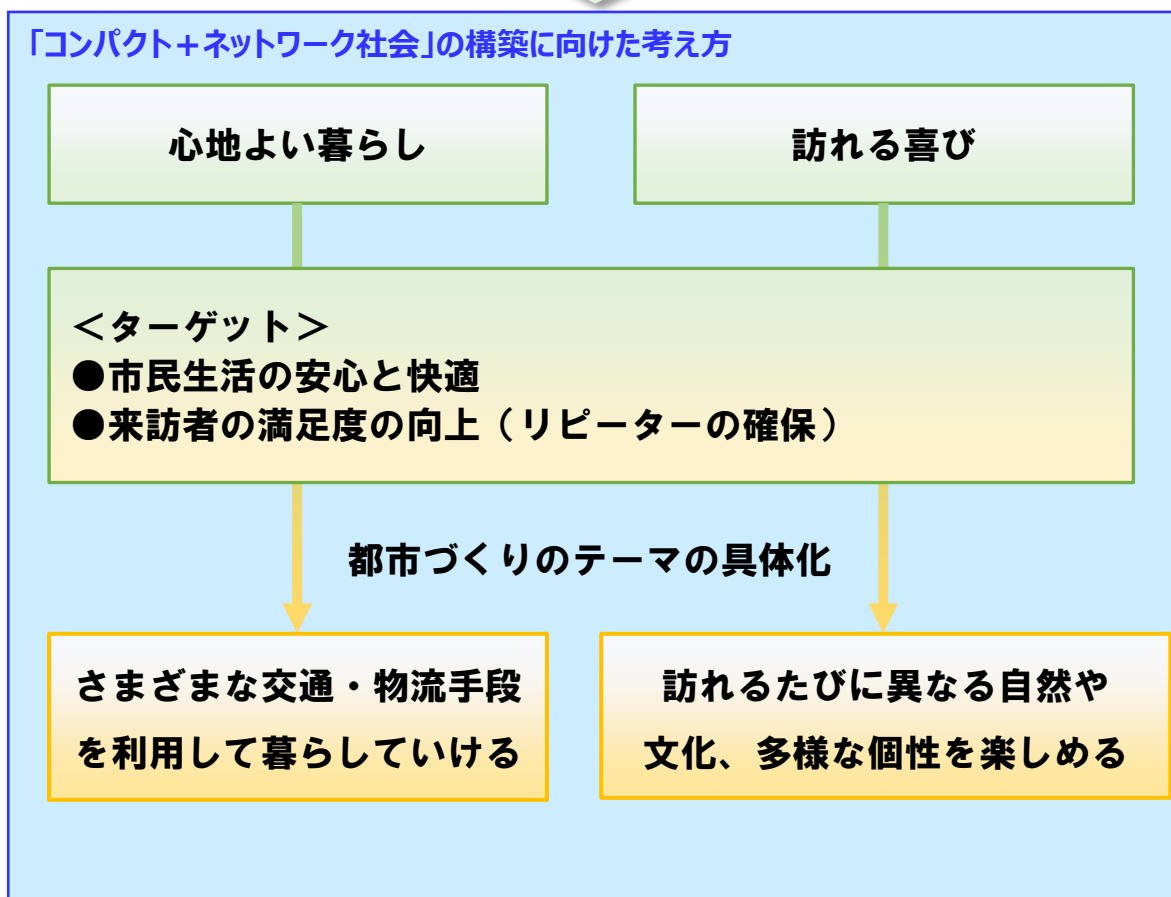 「コンパクト＋ネットワーク社会」の構築に向けた考え方
心地よい暮らし
訪れる喜び
＜ターゲット＞
●市民生活の安心と快適
●来訪者の満足度の向上（リピーターの確保）
都市づくりのテーマの具体化
さまざまな交通・物流手段
を利用して暮らしていける
訪れるたびに異なる自然や
文化、多様な個性を楽しめる